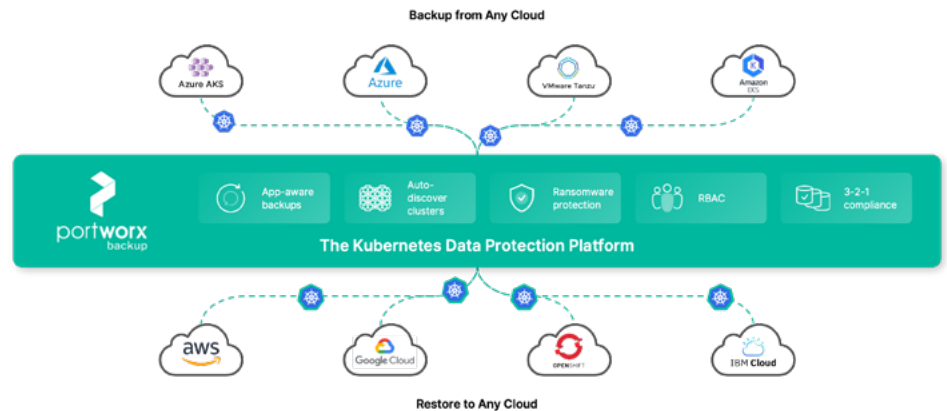 Backup from Any Cloud
Azure AKS
Azure
VMware Tanzu
Amazon
EKS
portworx
backup
App-aware
backups
Auto-
discover
clusters
Ransomware
protection
RBAC
3-2-1
compliance
The Kubernetes Data Protection Platform
aws
Google Cloud
OPENSHIFT
IBM Cloud
Restore to Any Cloud